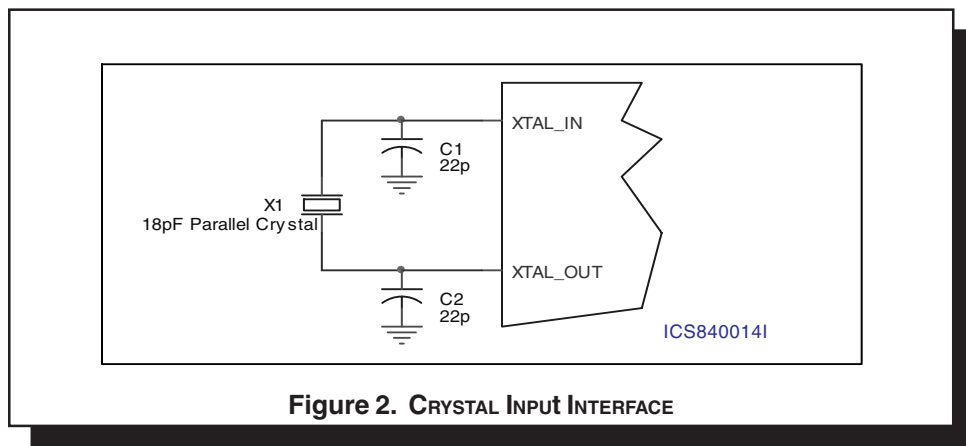 XTAL_IN
C1
22p
X1
18pF Parallel Crystal
XTAL_OUT
C2
22p
ICS840014I
Figure 2. CRYSTAL INPUt INTERFACE